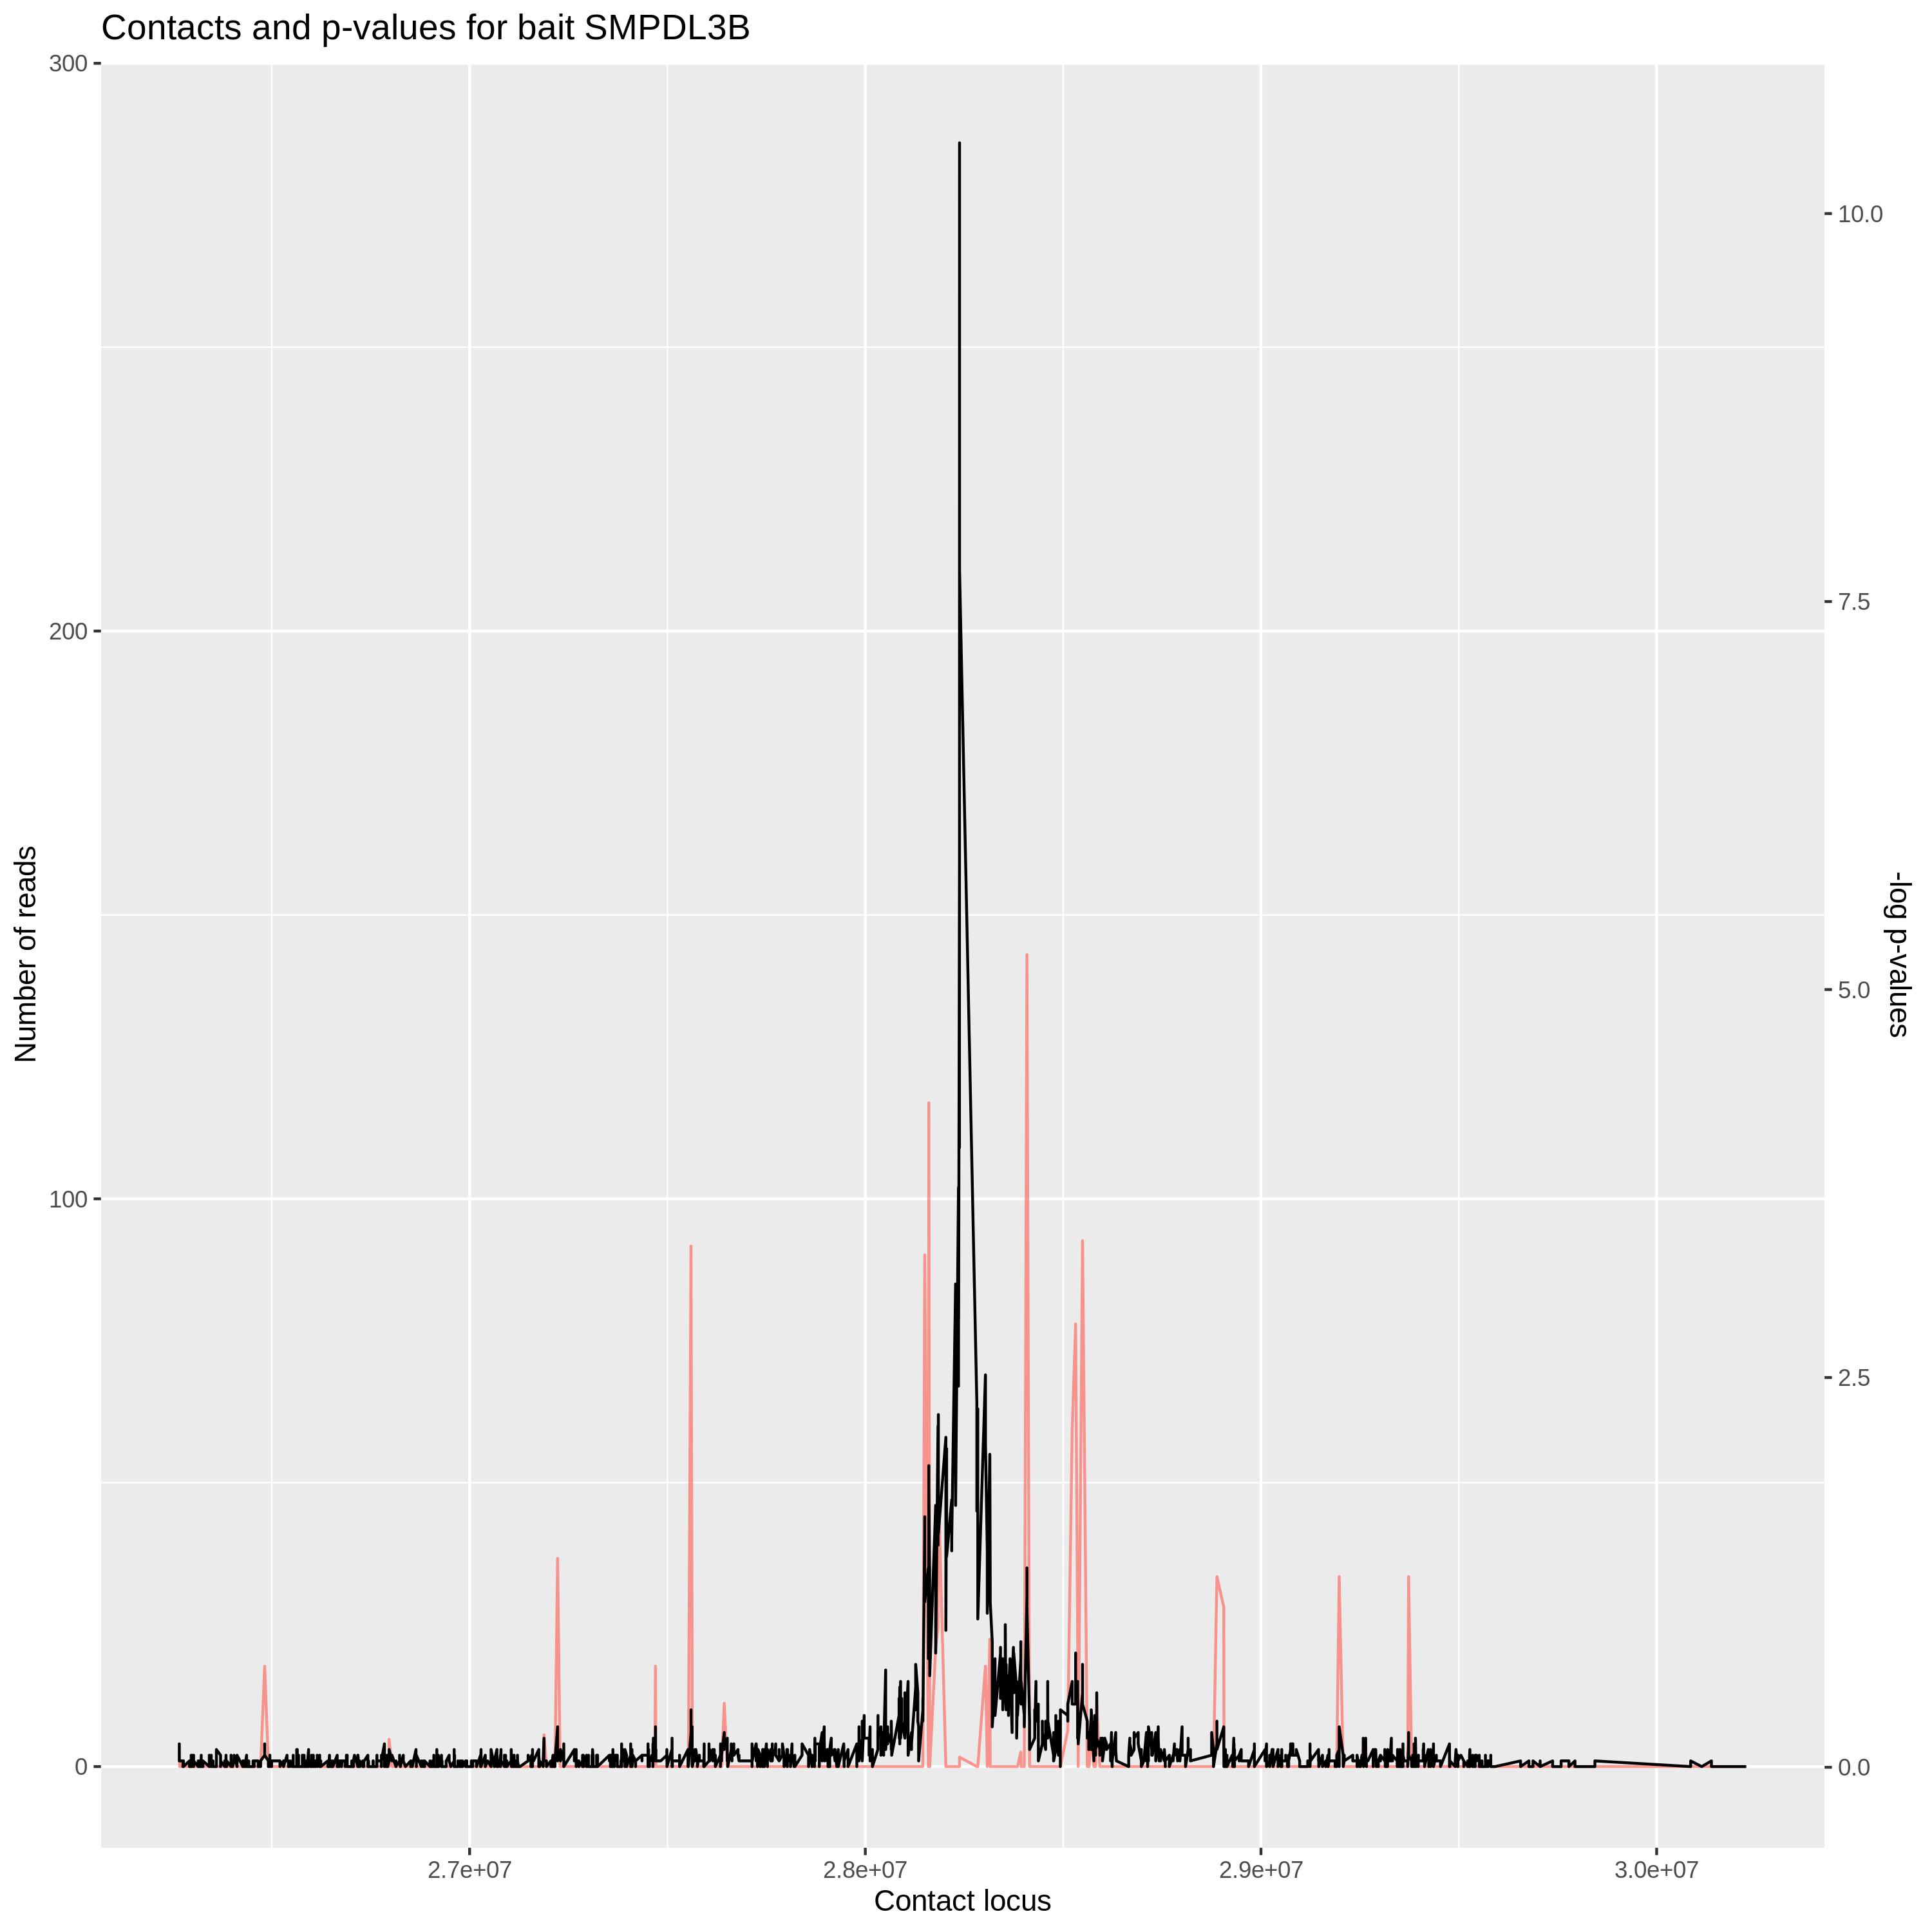 Contacts and p-values for bait SMPDL3B
300
200
100
0
Number of reads
10.0
7.5
5.0
2.5
0.0
-log p-values
2.7e+07
2.8e+07
2.9e+07
3.0e+07
Contact locus